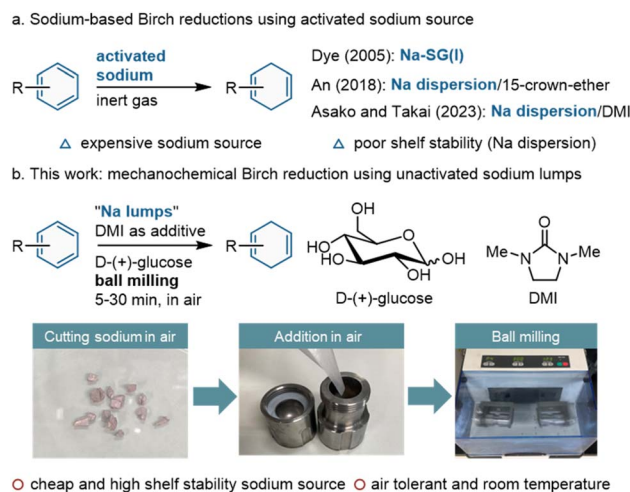 a. Sodium-based Birch reductions using activated sodium source
R
activated
sodium
inert gas
R
Dye (2005): Na-SG(I)
An (2018): Na dispersion/15-crown-ether
Asako and Takai (2023): Na dispersion/DMI
△ expensive sodium source △ poor shelf stability (Na dispersion)
b. This work: mechanochemical Birch reduction using unactivated sodium lumps
R
"Na lumps"
DMI as additive
D-(+)-glucose
ball milling
5-30 min, in air
R
OH
O
HO
HO
OH
OH
D-(+)-glucose
O
Me N N Me
DMI
Cutting sodium in air
Addition in air
Ball milling
cheap and high shelf stability sodium source air tolerant and room temperature